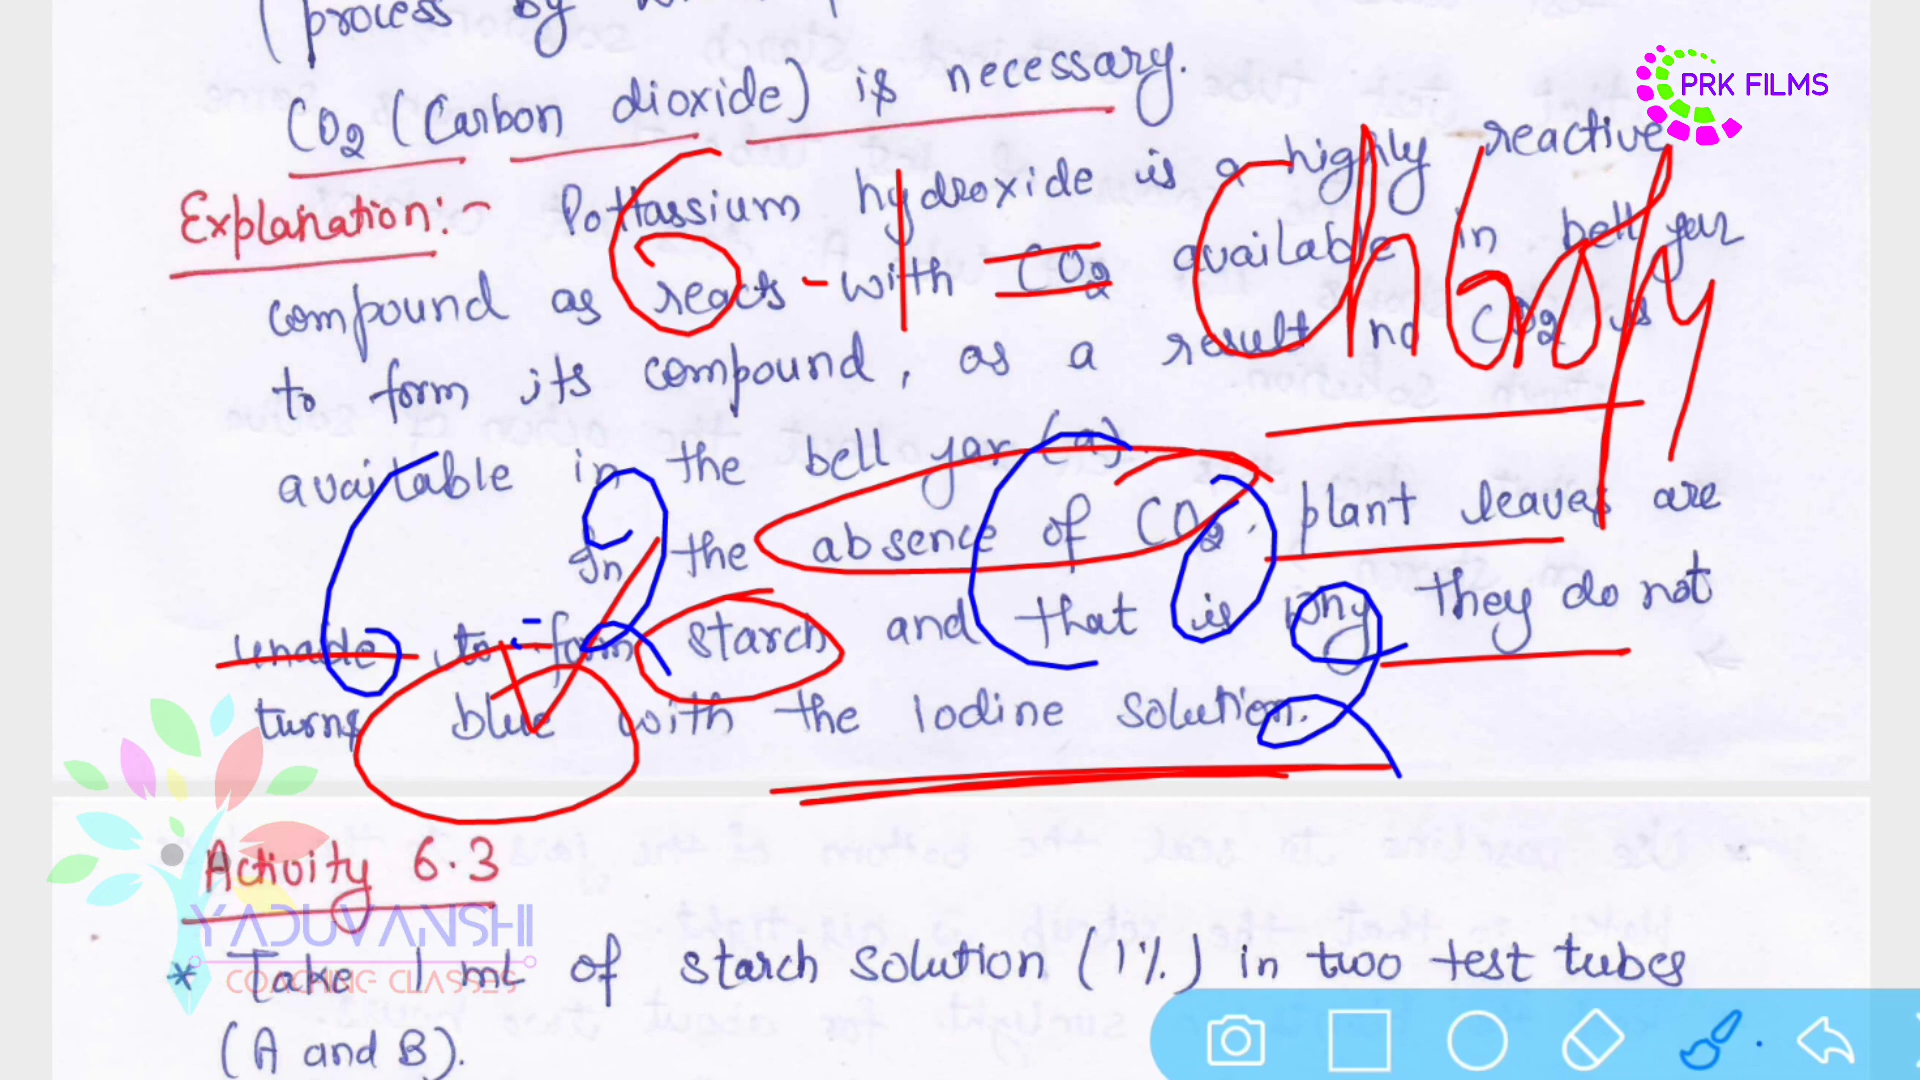 (process by
CO2 (Carbon dioxide) is necessary.
Explanation:- Pottassium hydroxide is a highly reactive
compound as reacts with CO2 available in bell jar
to form its compound, as a result no CO2 is
available in the bell jar (a).
In the absence of CO2. plant leaves are
unable to form starch and that is why they do not
turns blue with the iodine solution.
Activity 6.3
* Take 1 mL of starch solution (1%) in two test tubes
(A and B).
PRK FILMS
YADUVANSHI
COACHING CLASSES